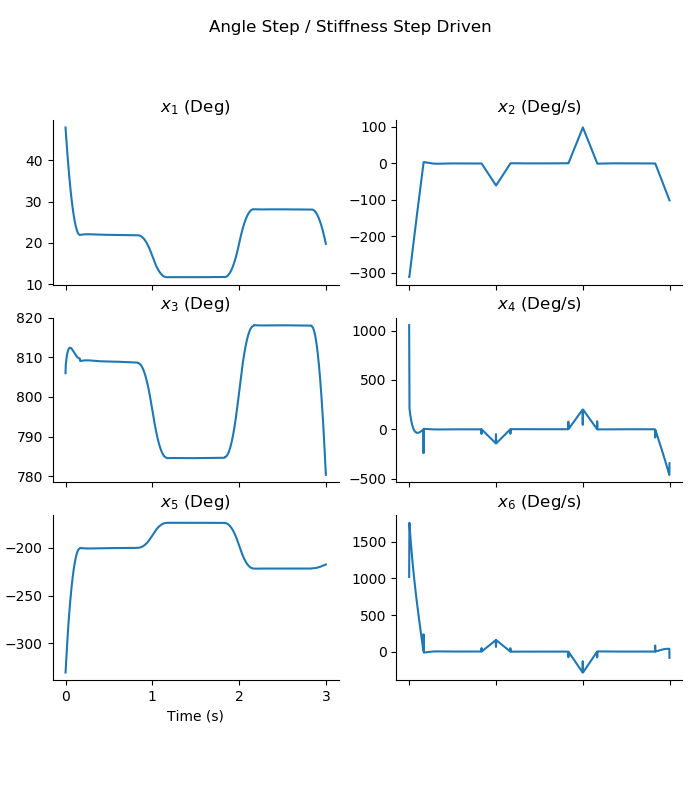 Angle Step / Stiffness Step Driven
x₁ (Deg)
40
30
20
10
x₂ (Deg/s)
100
0
−100
−200
−300
x₃ (Deg)
820
810
800
790
780
x₄ (Deg/s)
1000
500
0
−500
x₅ (Deg)
−200
−250
−300
0 1 2 3
Time (s)
x₆ (Deg/s)
1500
1000
500
0